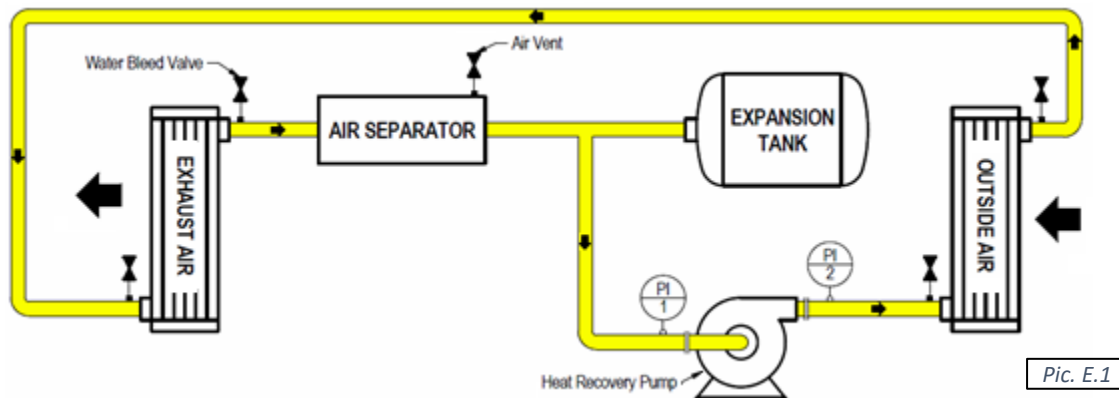 Water Bleed Valve
Air Vent
AIR SEPARATOR
EXPANSION
TANK
EXHAUST AIR
OUTSIDE AIR
PI
1
PI
2
Heat Recovery Pump
Pic. E.1